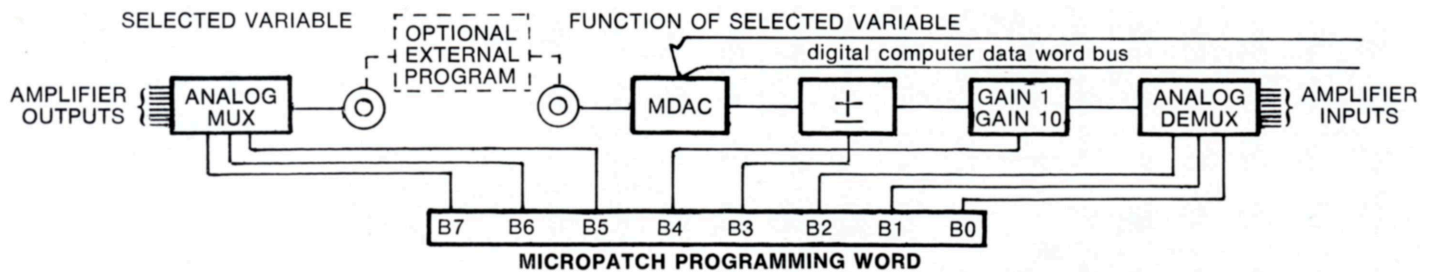 SELECTED VARIABLE
OPTIONAL
EXTERNAL
PROGRAM
FUNCTION OF SELECTED VARIABLE
digital computer data word bus
AMPLIFIER
OUTPUTS
ANALOG
MUX
MDAC
±
GAIN 1
GAIN 10
ANALOG
DEMUX
AMPLIFIER
INPUTS
B7 B6 B5 B4 B3 B2 B1 B0
MICROPATCH PROGRAMMING WORD